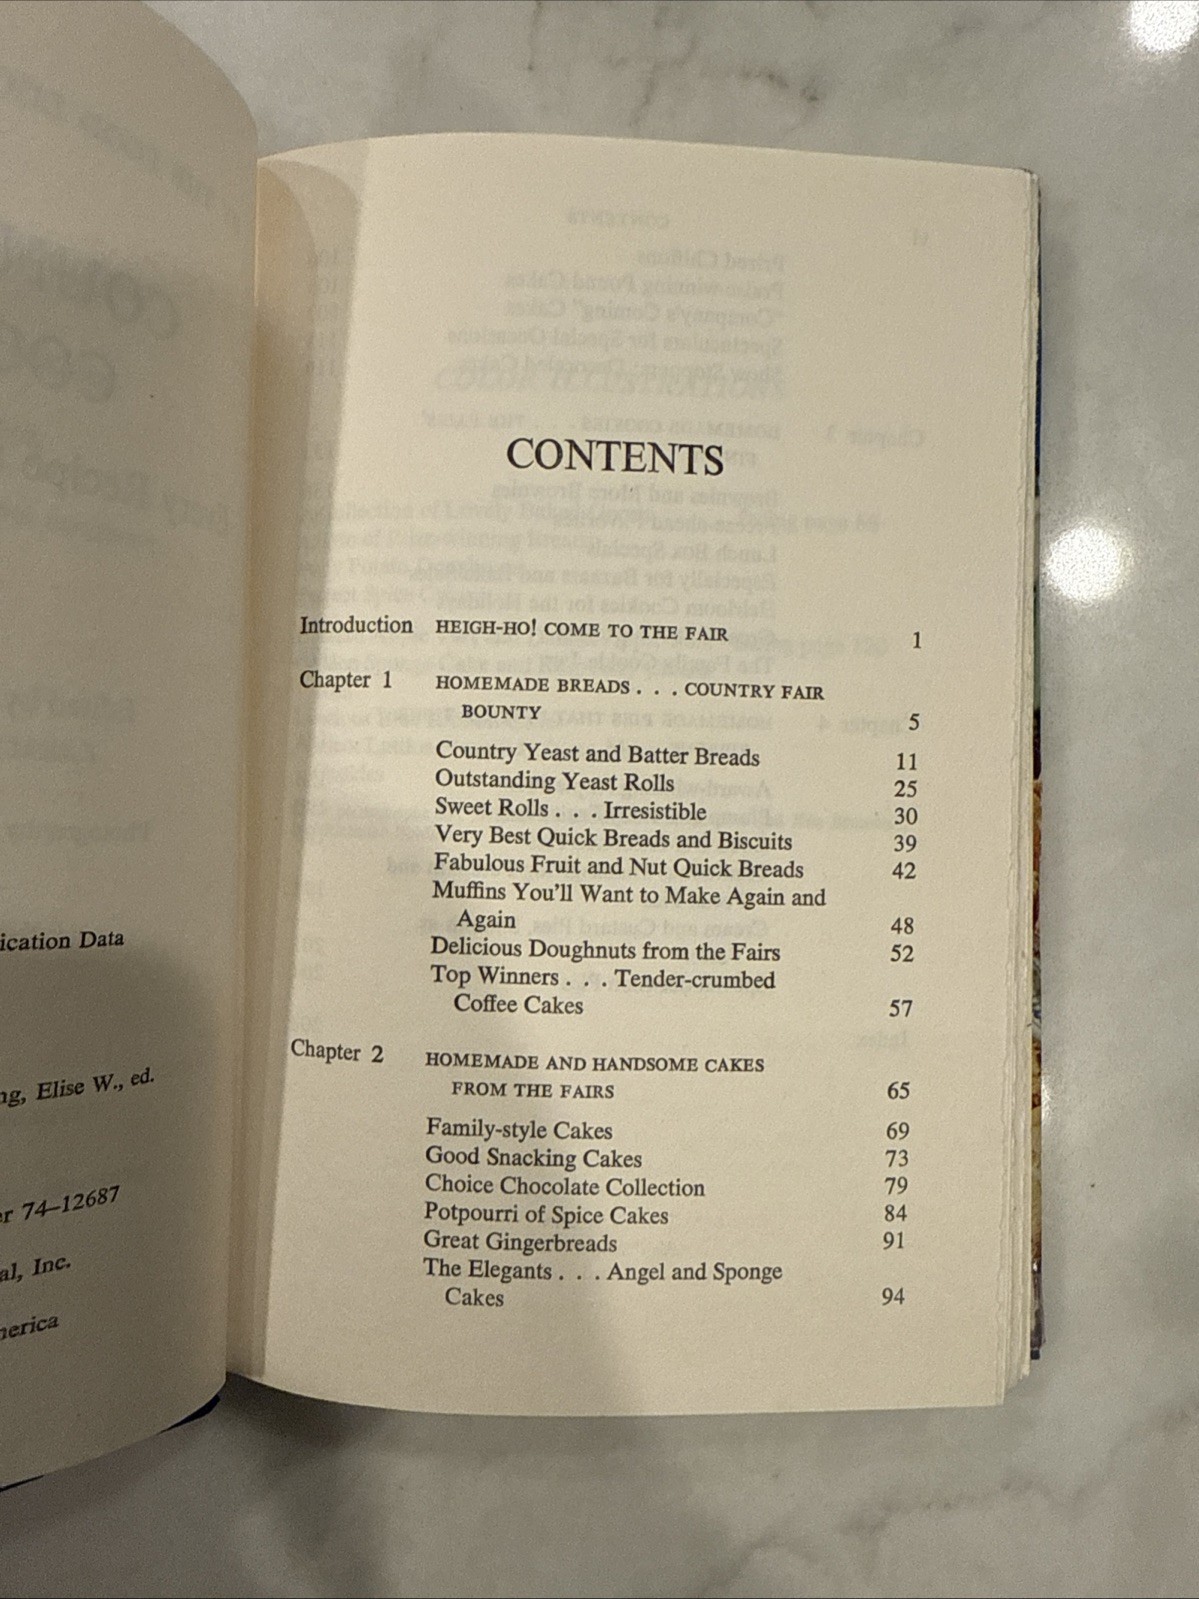 ication Data
ng, Elise W., ed.
er 74–12687
al, Inc.
merica
CONTENTS
Introduction HEIGH-HO! COME TO THE FAIR 1
Chapter 1 HOMEMADE BREADS . . . COUNTRY FAIR
BOUNTY 5
Country Yeast and Batter Breads 11
Outstanding Yeast Rolls 25
Sweet Rolls . . . Irresistible 30
Very Best Quick Breads and Biscuits 39
Fabulous Fruit and Nut Quick Breads 42
Muffins You'll Want to Make Again and
Again 48
Delicious Doughnuts from the Fairs 52
Top Winners . . . Tender-crumbed
Coffee Cakes 57
Chapter 2 HOMEMADE AND HANDSOME CAKES
FROM THE FAIRS 65
Family-style Cakes 69
Good Snacking Cakes 73
Choice Chocolate Collection 79
Potpourri of Spice Cakes 84
Great Gingerbreads 91
The Elegants . . . Angel and Sponge
Cakes 94